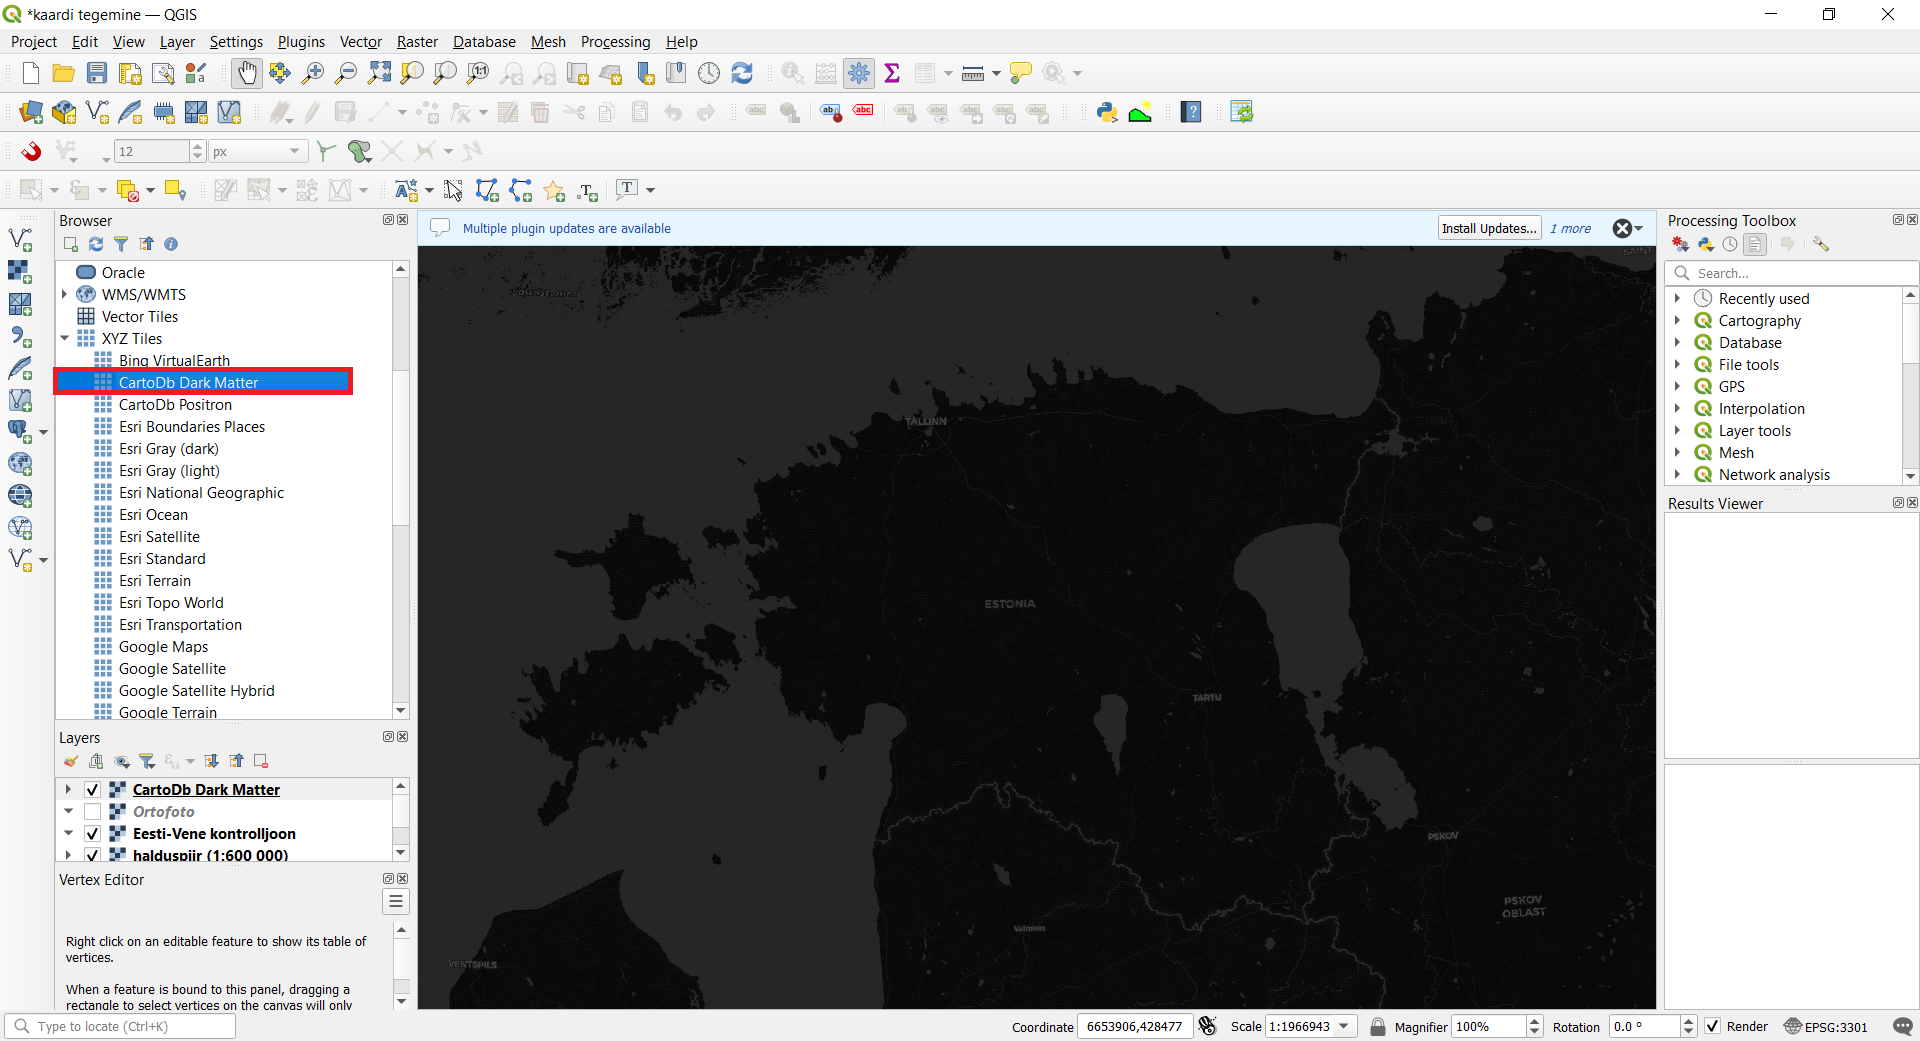 *kaardi tegemine — QGIS
Project Edit View Layer Settings Plugins Vector Raster Database Mesh Processing Help
12 px
Browser
Oracle
WMS/WMTS
Vector Tiles
XYZ Tiles
Bing VirtualEarth
CartoDb Dark Matter
CartoDb Positron
Esri Boundaries Places
Esri Gray (dark)
Esri Gray (light)
Esri National Geographic
Esri Ocean
Esri Satellite
Esri Standard
Esri Terrain
Esri Topo World
Esri Transportation
Google Maps
Google Satellite
Google Satellite Hybrid
Google Terrain
Layers
CartoDb Dark Matter
Ortofoto
Eesti-Vene kontrolljoon
halduspiir (1:600 000)
Vertex Editor
Right click on an editable feature to show its table of
vertices.
When a feature is bound to this panel, dragging a
rectangle to select vertices on the canvas will only
Multiple plugin updates are available
Install Updates... 1 more
TALLINN
ESTONIA
TARTU
PSKOV
PSKOV
OBLAST
Valmiera
VENTSPILS
Processing Toolbox
Search...
Recently used
Cartography
Database
File tools
GPS
Interpolation
Layer tools
Mesh
Network analysis
Results Viewer
Type to locate (Ctrl+K)
Coordinate 6653906,428477 Scale 1:1966943 Magnifier 100% Rotation 0.0 ° Render EPSG:3301